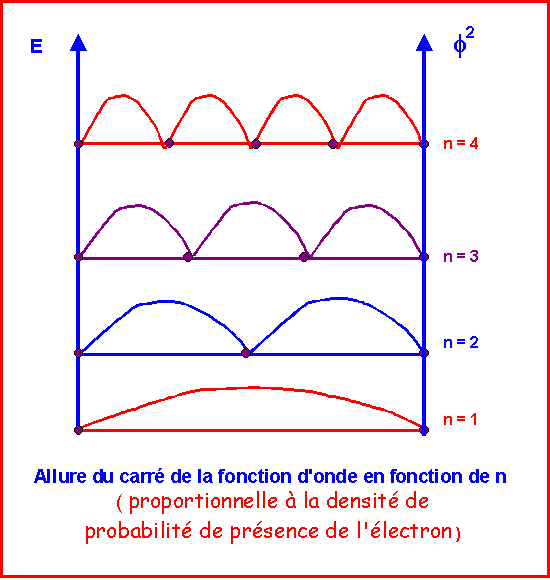 E
ϕ²
n = 4
n = 3
n = 2
n = 1
Allure du carré de la fonction d'onde en fonction de n
( proportionnelle à la densité de
probabilité de présence de l'électron)